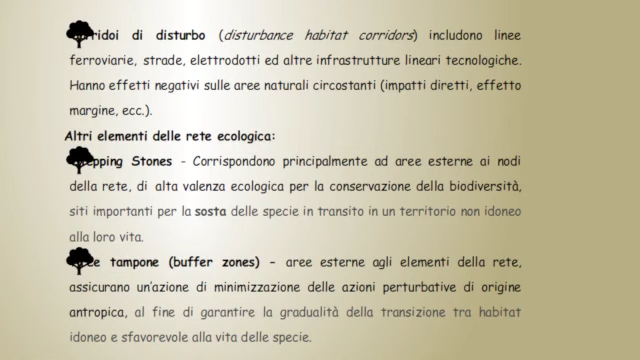 rridoi di disturbo (disturbance habitat corridors) includono linee
ferroviarie, strade, elettrodotti ed altre infrastrutture lineari tecnologiche.
Hanno effetti negativi sulle aree naturali circostanti (impatti diretti, effetto
margine, ecc.).
Altri elementi delle rete ecologica:
epping Stones - Corrispondono principalmente ad aree esterne ai nodi
della rete, di alta valenza ecologica per la conservazione della biodiversità,
siti importanti per la sosta delle specie in transito in un territorio non idoneo
alla loro vita.
e tampone (buffer zones) – aree esterne agli elementi della rete,
assicurano un'azione di minimizzazione delle azioni perturbative di origine
antropica, al fine di garantire la gradualità della transizione tra habitat
idoneo e sfavorevole alla vita delle specie.